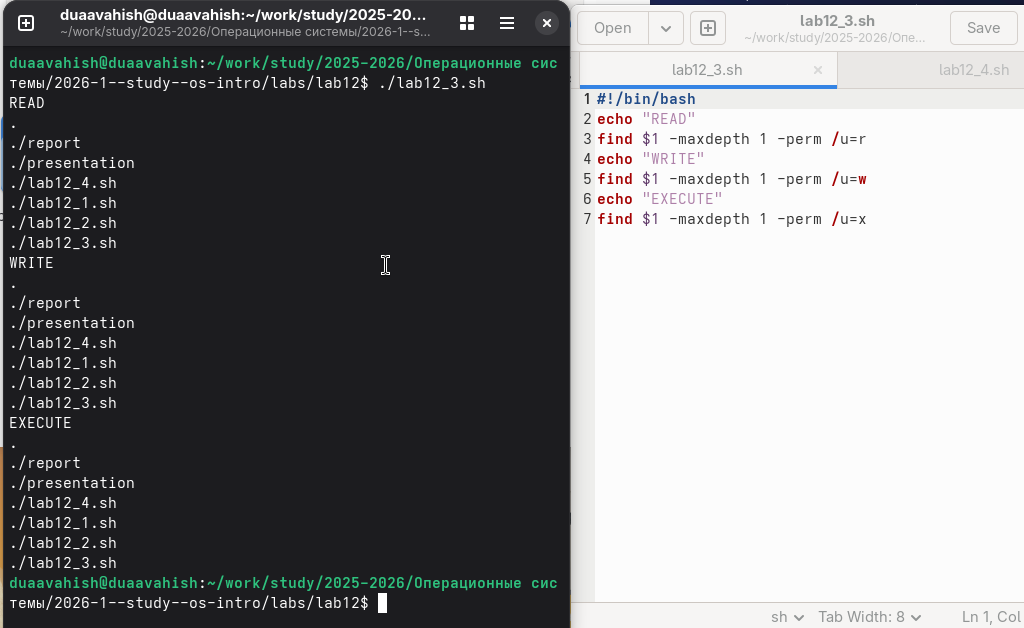 duaavahish@duaavahish:~/work/study/2025-20...
~/work/study/2025-2026/Операционные системы/2026-1--s...
duaavahish@duaavahish:~/work/study/2025-2026/Операционные сис
темы/2026-1--study--os-intro/labs/lab12$ ./lab12_3.sh
READ
.
./report
./presentation
./lab12_4.sh
./lab12_1.sh
./lab12_2.sh
./lab12_3.sh
WRITE
.
./report
./presentation
./lab12_4.sh
./lab12_1.sh
./lab12_2.sh
./lab12_3.sh
EXECUTE
.
./report
./presentation
./lab12_4.sh
./lab12_1.sh
./lab12_2.sh
./lab12_3.sh
duaavahish@duaavahish:~/work/study/2025-2026/Операционные сис
темы/2026-1--study--os-intro/labs/lab12$
Open
lab12_3.sh
~/work/study/2025-2026/Опе...
Save
lab12_3.sh
lab12_4.sh
1 #!/bin/bash
2 echo "READ"
3 find $1 -maxdepth 1 -perm /u=r
4 echo "WRITE"
5 find $1 -maxdepth 1 -perm /u=w
6 echo "EXECUTE"
7 find $1 -maxdepth 1 -perm /u=x
sh Tab Width: 8 Ln 1, Col